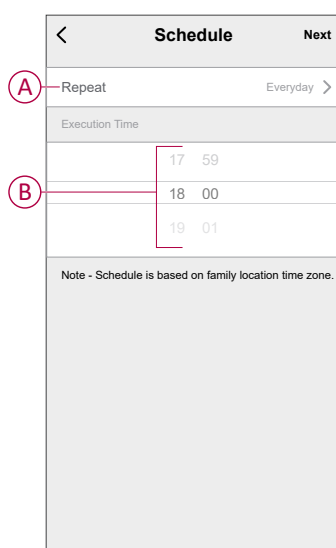 Schedule Next
A Repeat Everyday
Execution Time
17 59
B 18 00
19 01
Note - Schedule is based on family location time zone.